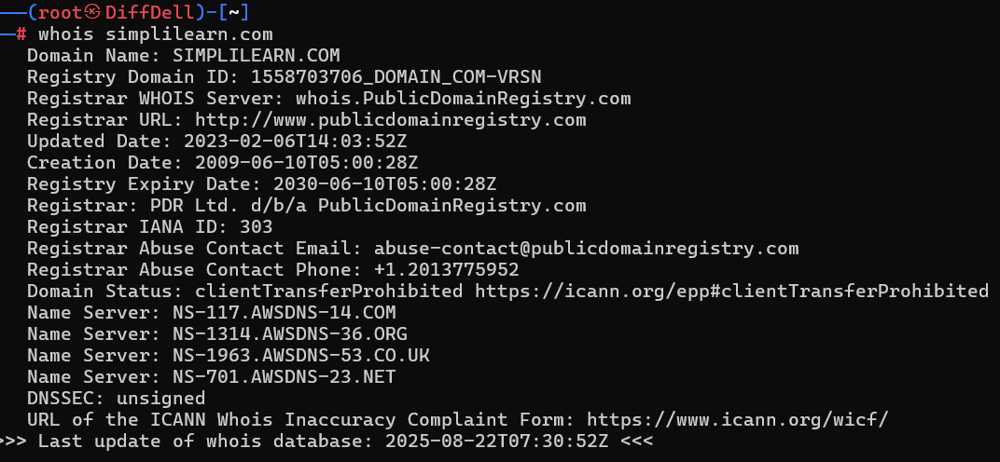 ──(root㉿DiffDell)-[~]
─# whois simplilearn.com
Domain Name: SIMPLILEARN.COM
Registry Domain ID: 1558703706_DOMAIN_COM-VRSN
Registrar WHOIS Server: whois.PublicDomainRegistry.com
Registrar URL: http://www.publicdomainregistry.com
Updated Date: 2023-02-06T14:03:52Z
Creation Date: 2009-06-10T05:00:28Z
Registry Expiry Date: 2030-06-10T05:00:28Z
Registrar: PDR Ltd. d/b/a PublicDomainRegistry.com
Registrar IANA ID: 303
Registrar Abuse Contact Email: abuse-contact@publicdomainregistry.com
Registrar Abuse Contact Phone: +1.2013775952
Domain Status: clientTransferProhibited https://icann.org/epp#clientTransferProhibited
Name Server: NS-117.AWSDNS-14.COM
Name Server: NS-1314.AWSDNS-36.ORG
Name Server: NS-1963.AWSDNS-53.CO.UK
Name Server: NS-701.AWSDNS-23.NET
DNSSEC: unsigned
URL of the ICANN Whois Inaccuracy Complaint Form: https://www.icann.org/wicf/
>>> Last update of whois database: 2025-08-22T07:30:52Z <<<